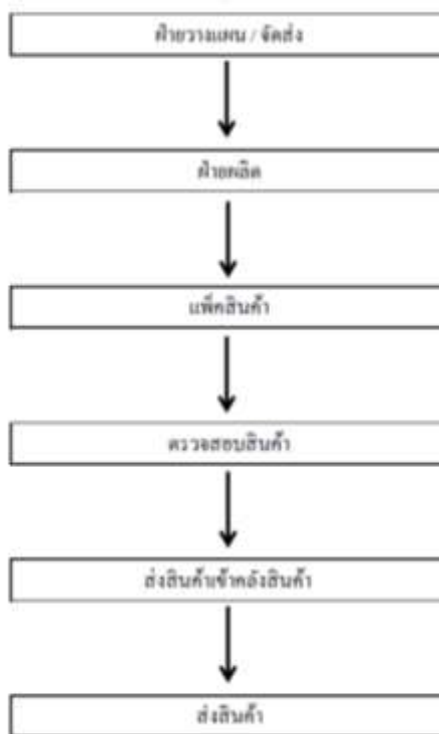 ฝ่ายวางแผน / จัดส่ง
ฝ่ายผลิต
แพ็คสินค้า
ตรวจสอบสินค้า
ส่งสินค้าเข้าคลังสินค้า
ส่งสินค้า